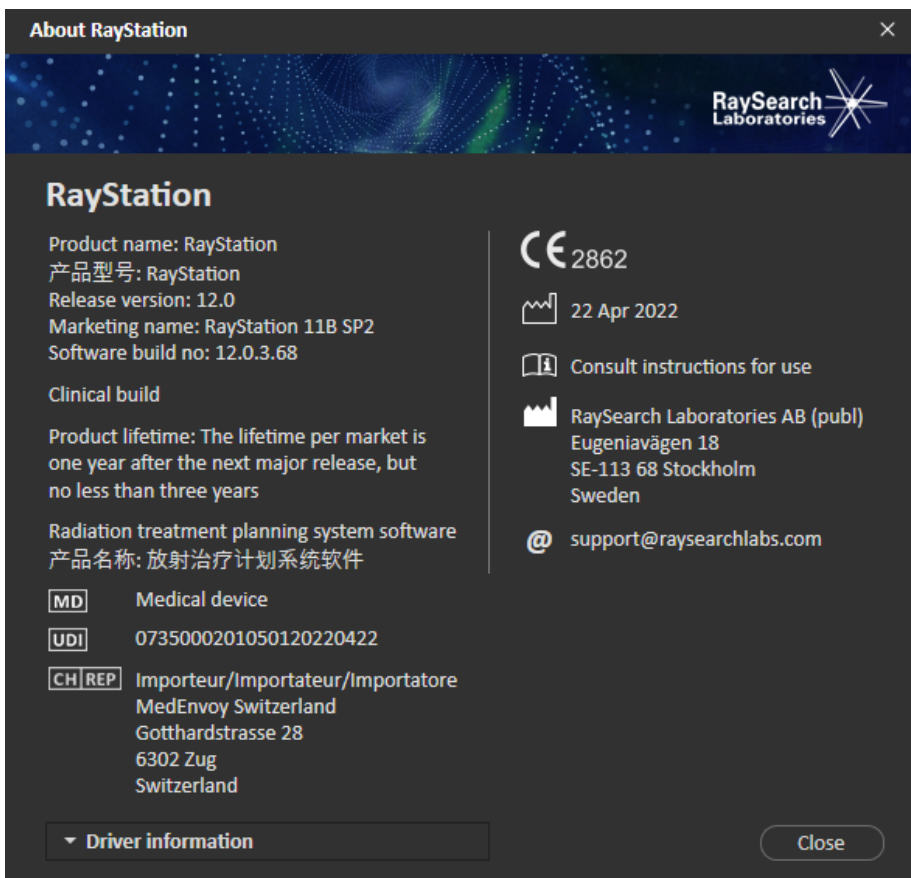 About RayStation
RaySearch
Laboratories
RayStation
Product name: RayStation
产品型号: RayStation
Release version: 12.0
Marketing name: RayStation 11B SP2
Software build no: 12.0.3.68
Clinical build
Product lifetime: The lifetime per market is
one year after the next major release, but
no less than three years
Radiation treatment planning system software
产品名称: 放射治疗计划系统软件
MD Medical device
UDI 0735000201050120220422
CH REP Importeur/Importateur/Importatore
MedEnvoy Switzerland
Gotthardstrasse 28
6302 Zug
Switzerland
CE 2862
22 Apr 2022
Consult instructions for use
RaySearch Laboratories AB (publ)
Eugeniavägen 18
SE-113 68 Stockholm
Sweden
@ support@raysearchlabs.com
Driver information
Close